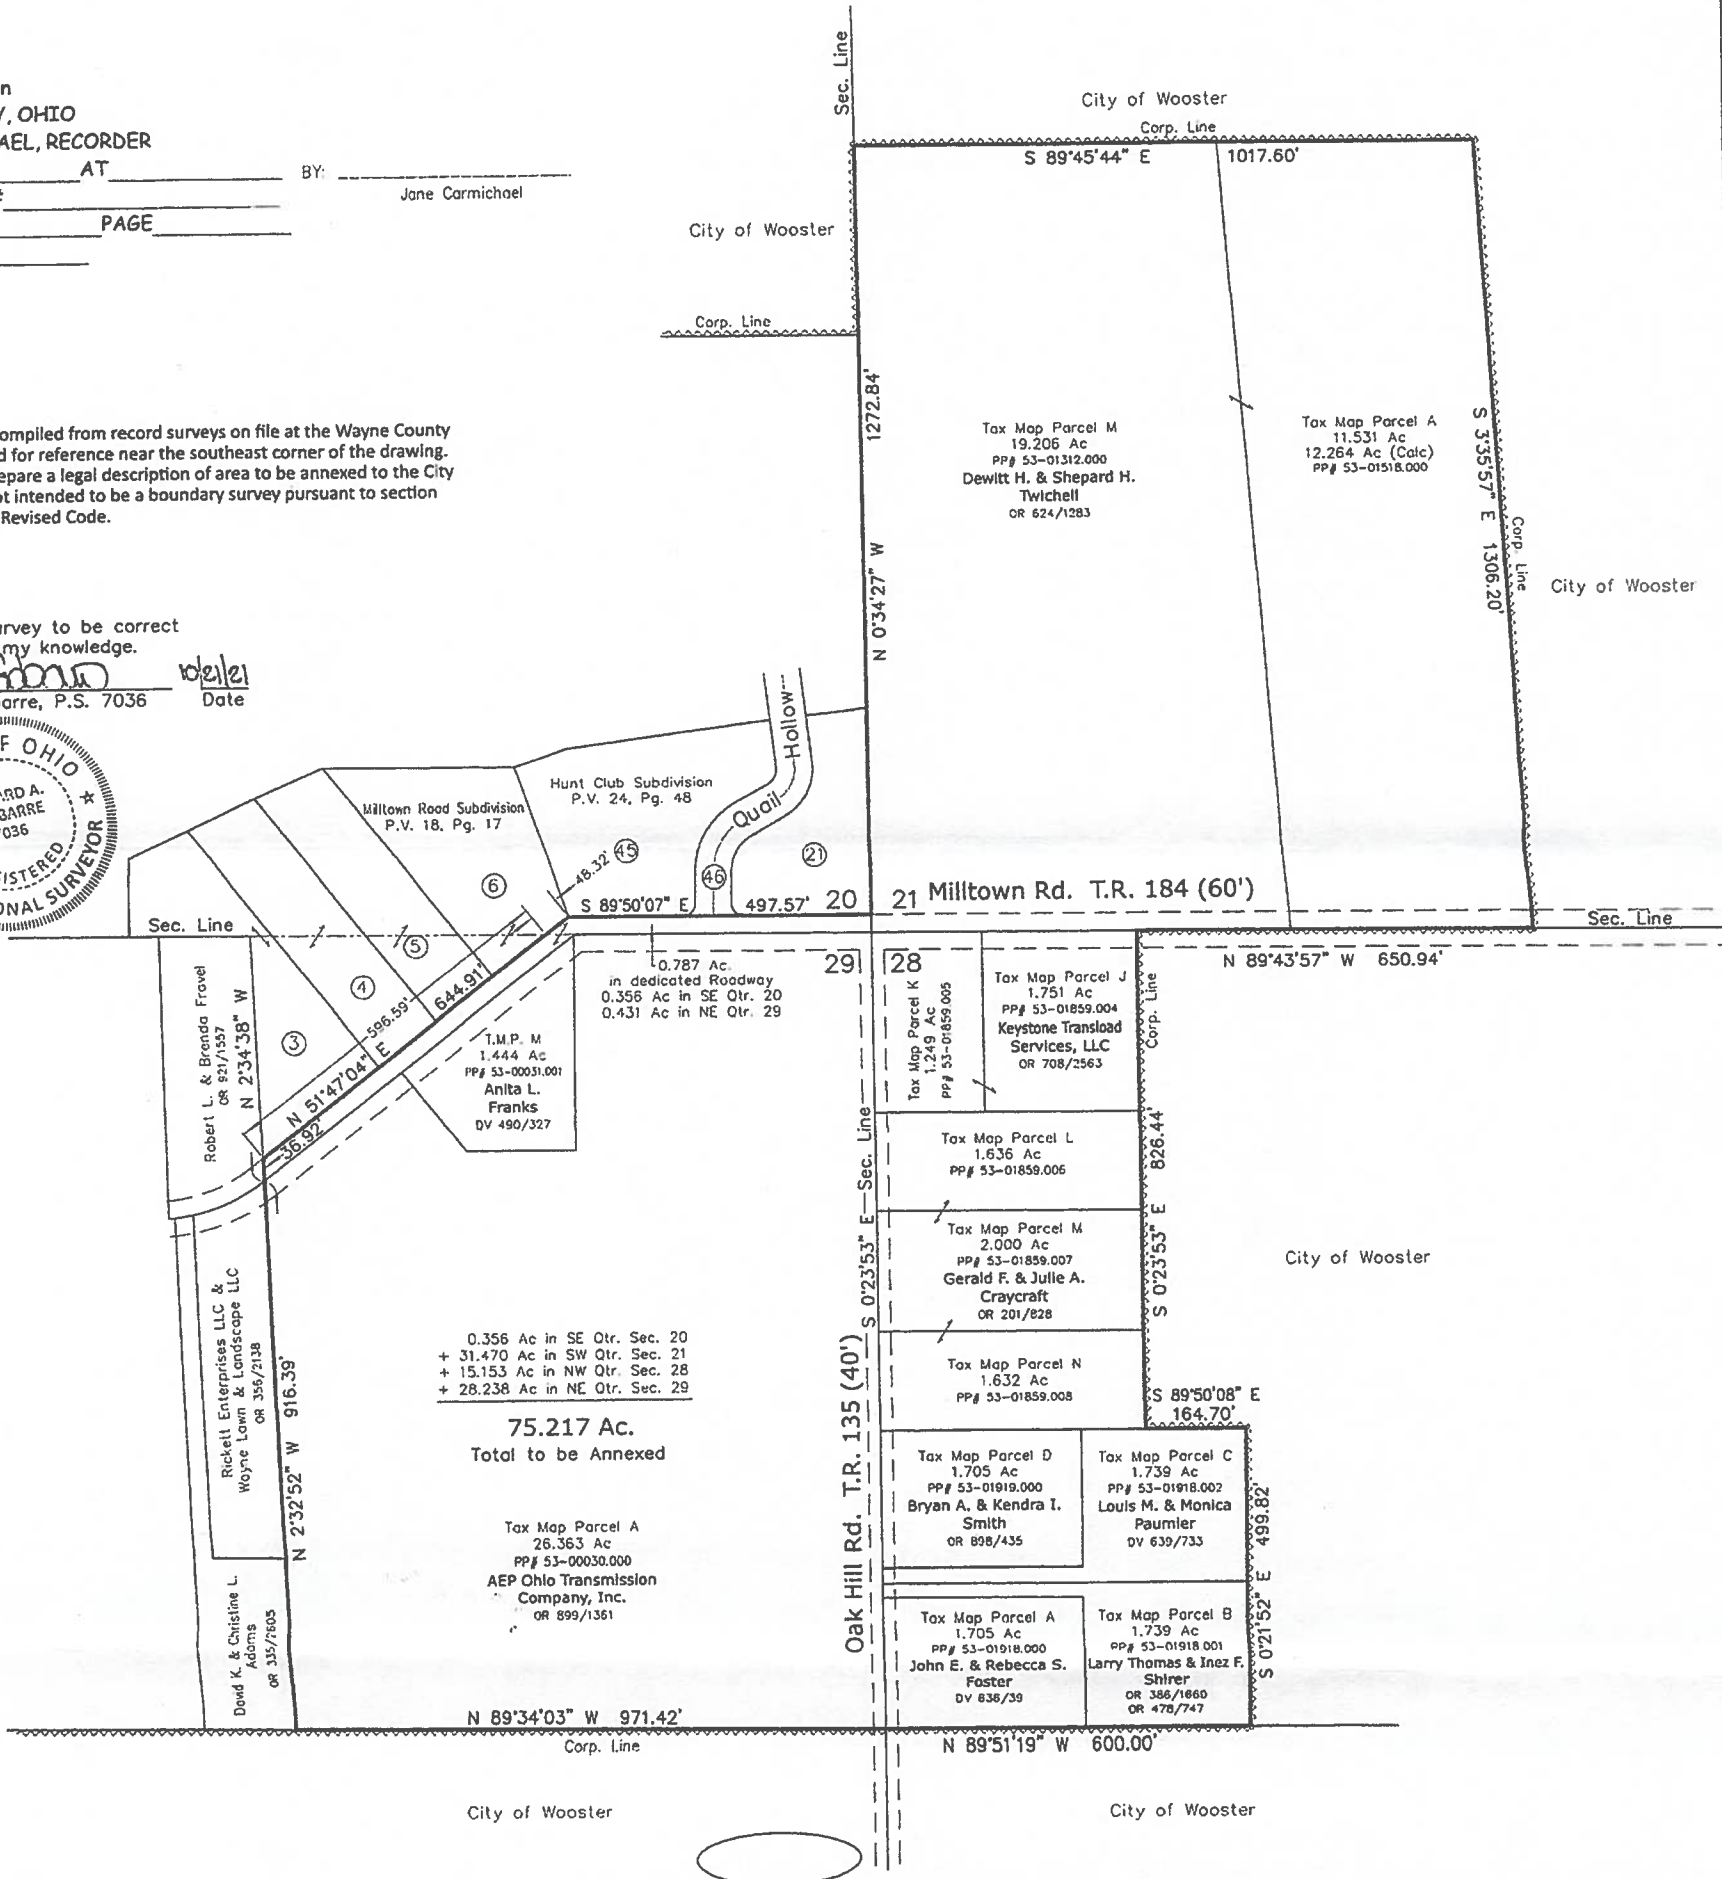 OHIO
RECORDER
AT BY:
Jane Carmichael
PAGE
ompiled from record surveys on file at the Wayne County
d for reference near the southeast corner of the drawing.
epare a legal description of area to be annexed to the City
t intended to be a boundary survey pursuant to section
Revised Code.
rvey to be correct
my knowledge.
10/21/21
arre, P.S. 7036 Date
F OHIO
ARD A.
BARRE
7036
ISTERED
ONAL SURVEYOR
Sec. Line
City of Wooster
Corp. Line
S 89°45'44" E 1017.60'
City of Wooster
Corp. Line
1272.84'
N 0°34'27" W
Tax Map Parcel M
19.206 Ac
PP# 53-01312.000
Dewitt H. & Shepard H.
Twichell
OR 624/1283
Tax Map Parcel A
11.531 Ac
12.264 Ac (Calc)
PP# 53-01518.000
S 3°35'57" E 1306.20'
Corp. Line
City of Wooster
Hunt Club Subdivision
P.V. 24, Pg. 48
Milltown Road Subdivision
P.V. 18, Pg. 17
Quail Hollow
48.32'
45
46
21
6
5
4
3
S 89°50'07" E 497.57'
20
21
Milltown Rd. T.R. 184 (60')
Sec. Line
Sec. Line
N 89°43'57" W 650.94'
29
28
0.787 Ac.
in dedicated Roadway
0.356 Ac in SE Qtr. 20
0.431 Ac in NE Qtr. 29
644.91'
596.59'
N 51°47'04" E
36.92'
Robert L. & Brenda Fravel
OR 921/1557
N 2°34'38" W
T.M.P. M
1.444 Ac
PP# 53-00031.001
Anita L.
Franks
DV 490/327
Tax Map Parcel K
1.249 Ac
PP# 53-01859.005
Tax Map Parcel J
1.751 Ac
PP# 53-01859.004
Keystone Transload
Services, LLC
OR 708/2563
Corp. Line
826.44'
S 0°23'53" E
Tax Map Parcel L
1.636 Ac
PP# 53-01859.006
Tax Map Parcel M
2.000 Ac
PP# 53-01859.007
Gerald F. & Julie A.
Craycraft
OR 201/828
Tax Map Parcel N
1.632 Ac
PP# 53-01859.008
City of Wooster
S 89°50'08" E
164.70'
S 0°23'53" E Sec. Line
Oak Hill Rd. T.R. 135 (40')
Rickett Enterprises LLC &
Wayne Lawn & Landscape LLC
OR 356/2138
N 2°32'52" W 916.39'
0.356 Ac in SE Qtr. Sec. 20
+ 31.470 Ac in SW Qtr. Sec. 21
+ 15.153 Ac in NW Qtr. Sec. 28
+ 28.238 Ac in NE Qtr. Sec. 29
75.217 Ac.
Total to be Annexed
Tax Map Parcel A
26.363 Ac
PP# 53-00030.000
AEP Ohio Transmission
Company, Inc.
OR 899/1361
David K. & Christine L.
Adams
OR 335/2605
Tax Map Parcel D
1.705 Ac
PP# 53-01919.000
Bryan A. & Kendra I.
Smith
OR 898/435
Tax Map Parcel C
1.739 Ac
PP# 53-01918.002
Louis M. & Monica
Paumier
DV 639/733
S 0°21'52" E 499.82'
Tax Map Parcel A
1.705 Ac
PP# 53-01918.000
John E. & Rebecca S.
Foster
DV 636/39
Tax Map Parcel B
1.739 Ac
PP# 53-01918.001
Larry Thomas & Inez F.
Shirer
OR 386/1660
OR 478/747
N 89°34'03" W 971.42'
Corp. Line
N 89°51'19" W 600.00'
City of Wooster
City of Wooster